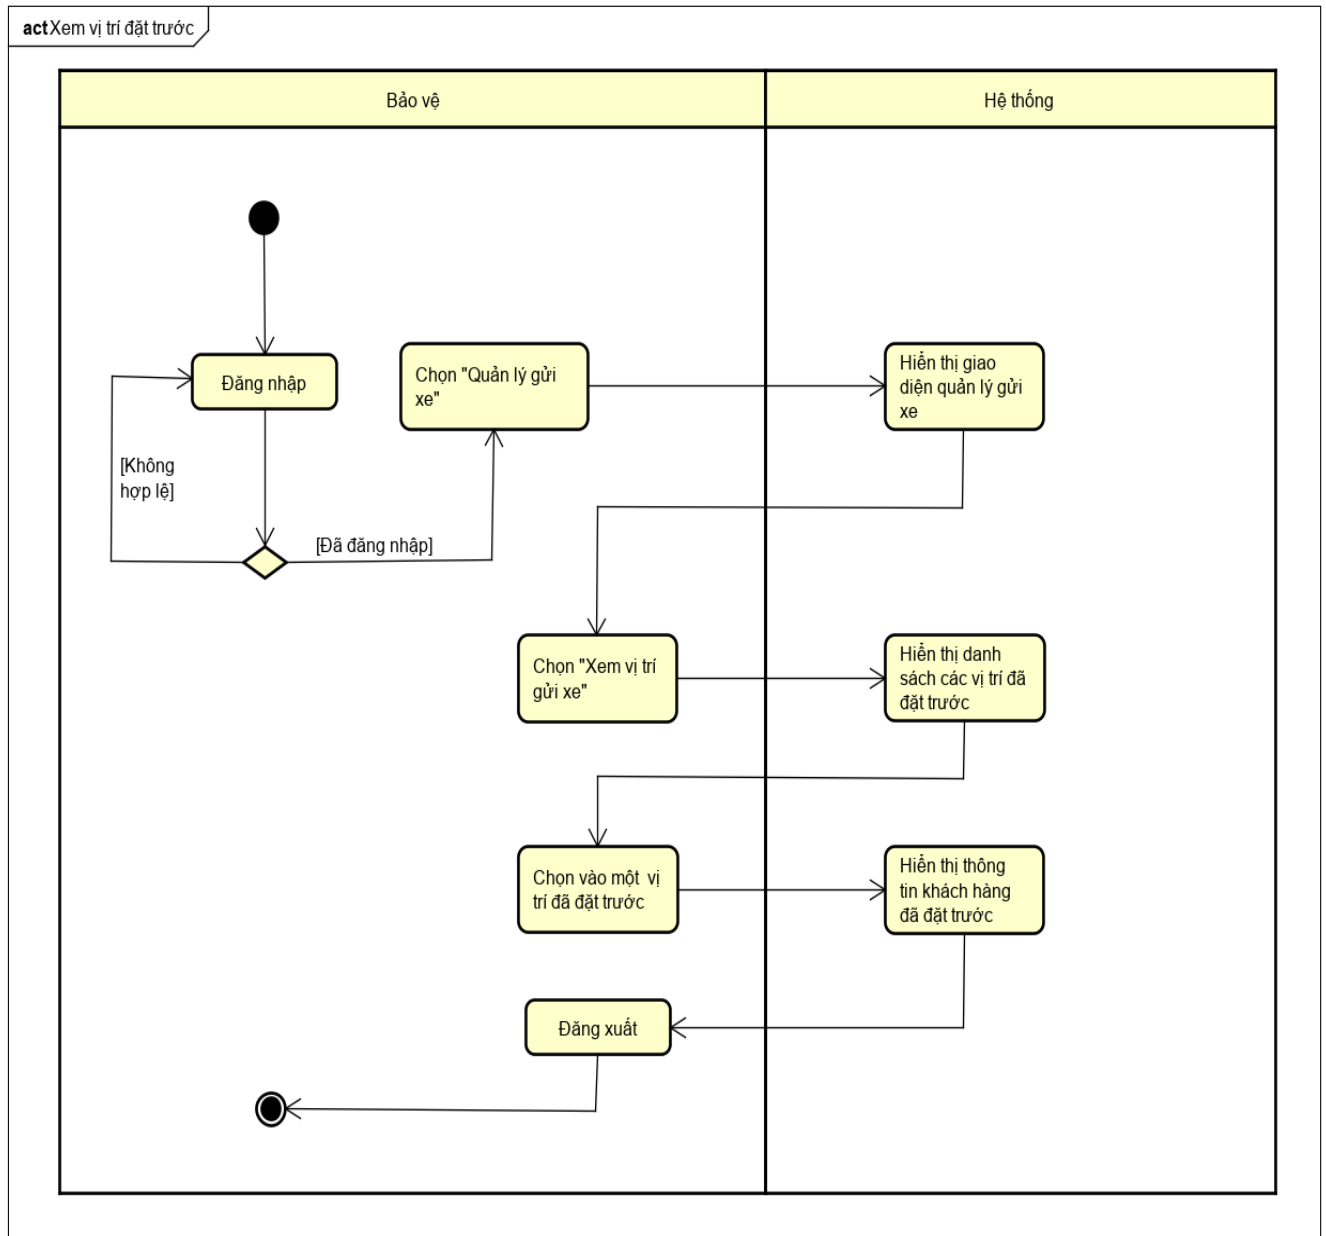 act Xem vị trí đặt trước
Bảo vệ
Hệ thống
Đăng nhập
Chọn "Quản lý gửi
xe"
Hiển thị giao
diện quản lý gửi
xe
[Không
hợp lệ]
[Đã đăng nhập]
Chọn "Xem vị trí
gửi xe"
Hiển thị danh
sách các vị trí đã
đặt trước
Chọn vào một vị
trí đã đặt trước
Hiển thị thông
tin khách hàng
đã đặt trước
Đăng xuất